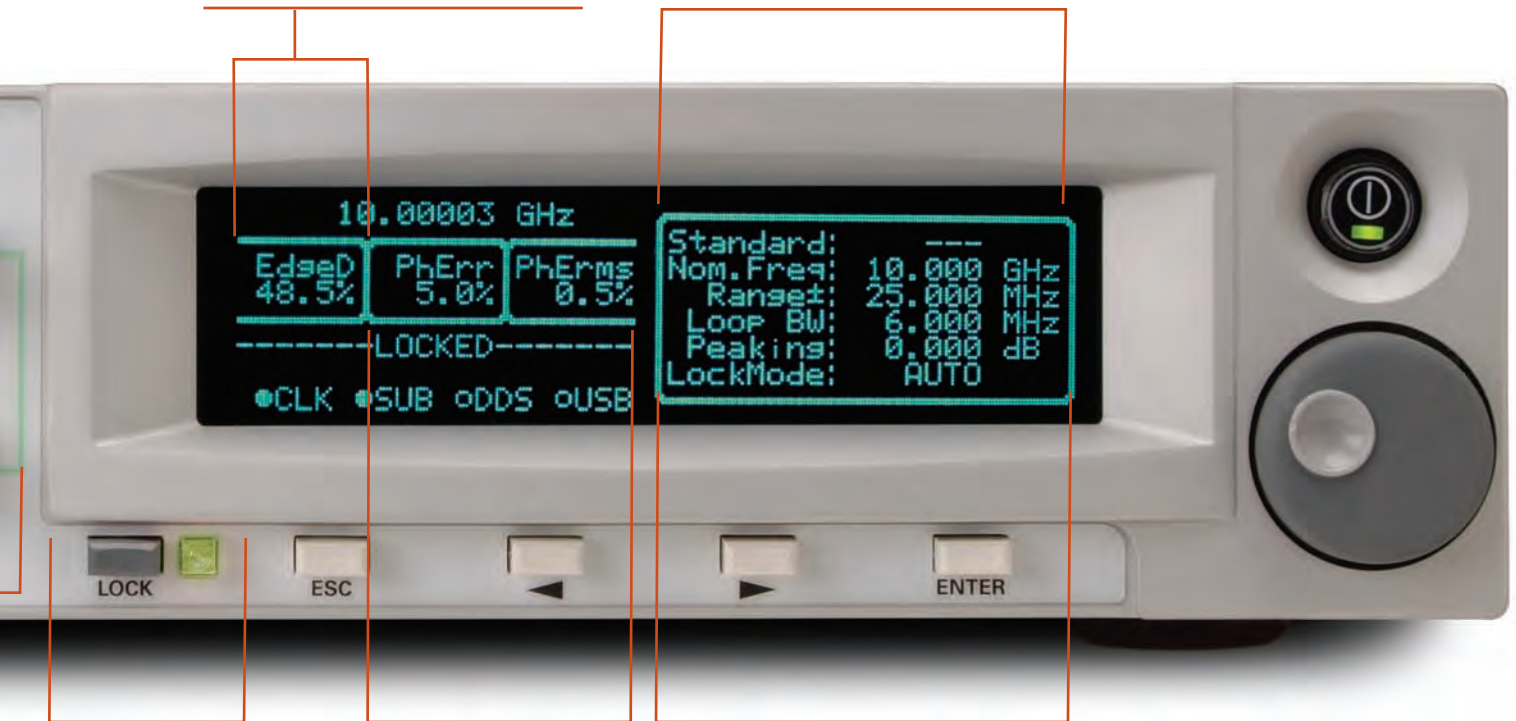 10.00003 GHz
EdgeD PhErr PhErms
48.5% 5.0% 0.5%
-------LOCKED-------
CLK SUB DDS USB
Standard: ---
Nom.Freq: 10.000 GHz
Range±: 25.000 MHz
Loop BW: 6.000 MHz
Peaking: 0.000 dB
LockMode: AUTO
LOCK ESC ENTER